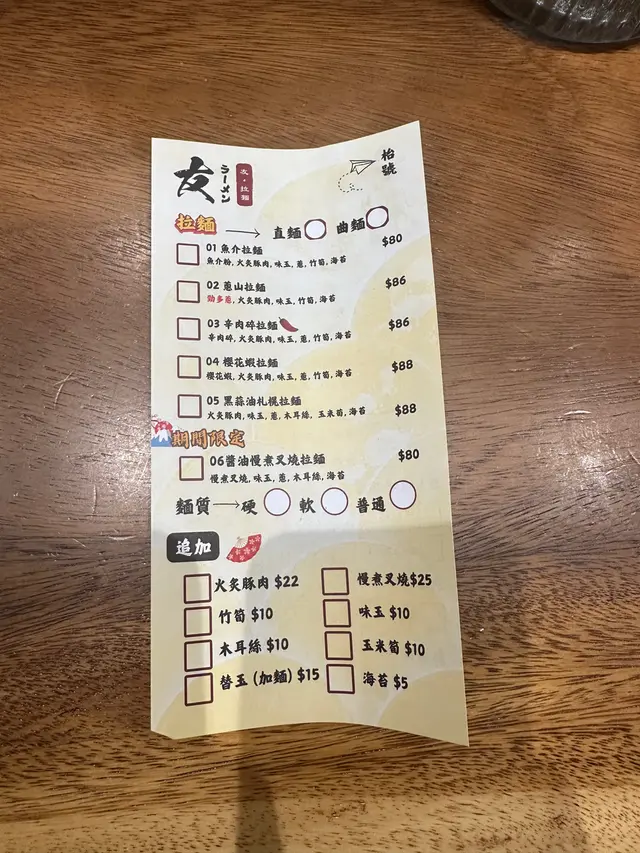 友
ラーメン
友・拉麵
枱號
拉麵 → 直麵 曲麵
01 魚介拉麵 $80
魚介粉, 火炙豚肉, 味玉, 蔥, 竹筍, 海苔
02 蔥山拉麵 $86
勁多蔥, 火炙豚肉, 味玉, 竹筍, 海苔
03 辛肉碎拉麵 $86
辛肉碎, 火炙豚肉, 味玉, 蔥, 竹筍, 海苔
04 櫻花蝦拉麵 $88
櫻花蝦, 火炙豚肉, 味玉, 蔥, 竹筍, 海苔
05 黑蒜油札幌拉麵 $88
火炙豚肉, 味玉, 蔥, 木耳絲, 玉米筍, 海苔
期間限定
06醬油慢煮叉燒拉麵 $80
慢煮叉燒, 味玉, 蔥, 木耳絲, 海苔
麵質 → 硬 軟 普通
追加
火炙豚肉 $22 慢煮叉燒$25
竹筍 $10 味玉 $10
木耳絲 $10 玉米筍 $10
替玉 (加麵) $15 海苔 $5